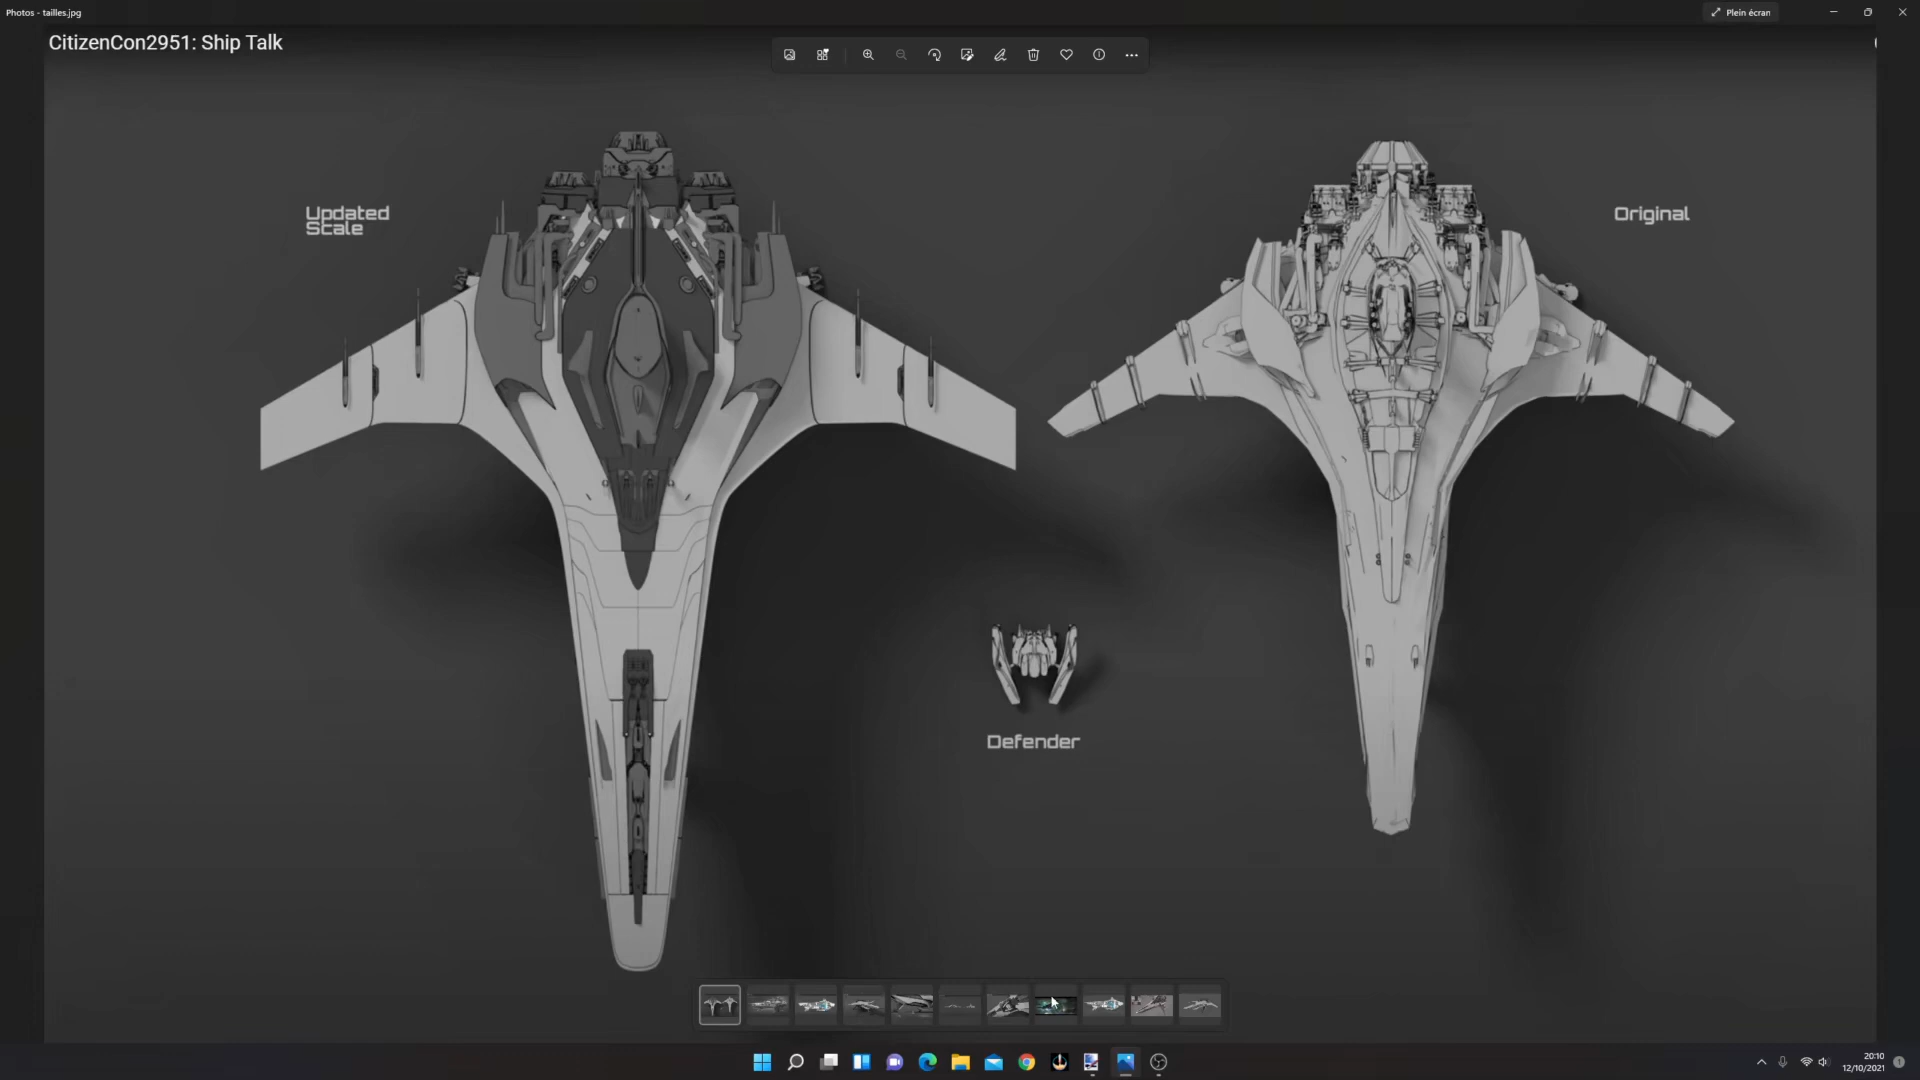 Photos - tailles.jpg
Plein écran
CitizenCon2951: Ship Talk
Updated
Scale
Original
Defender
20:10
12/10/2021